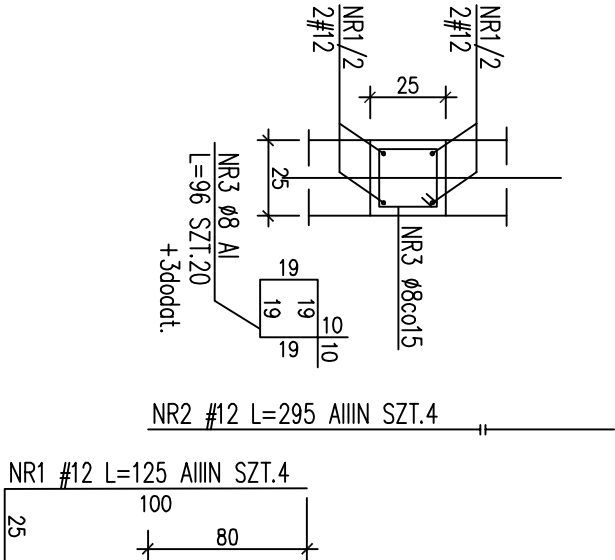 NR1/2
2#12
NR1/2
2#12
25
25
NR3 ø8 AI
L=96 SZT.20
+3dodat.
NR3 ø8co15
19
19
19
19
10
10
NR2 #12 L=295 AIIIN SZT.4
NR1 #12 L=125 AIIIN SZT.4
100
25
80